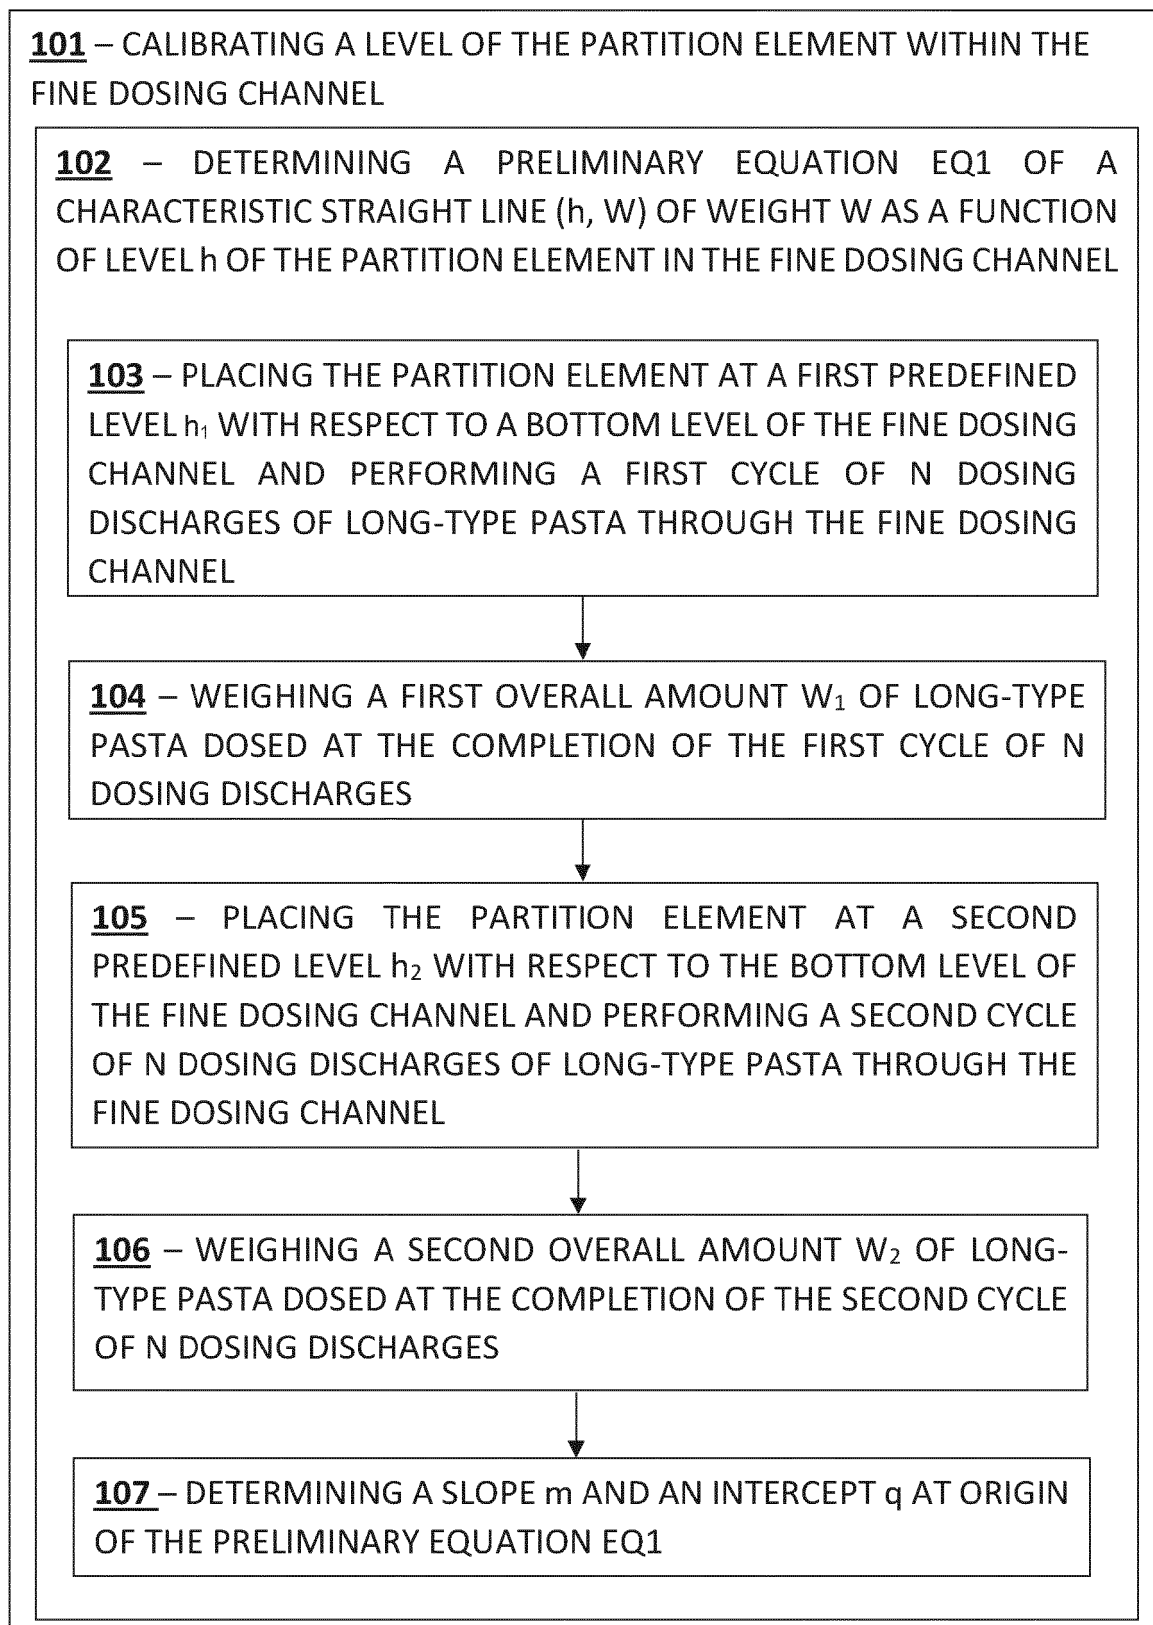 101 – CALIBRATING A LEVEL OF THE PARTITION ELEMENT WITHIN THE
FINE DOSING CHANNEL
102 – DETERMINING A PRELIMINARY EQUATION EQ1 OF A
CHARACTERISTIC STRAIGHT LINE (h, W) OF WEIGHT W AS A FUNCTION
OF LEVEL h OF THE PARTITION ELEMENT IN THE FINE DOSING CHANNEL
103 – PLACING THE PARTITION ELEMENT AT A FIRST PREDEFINED
LEVEL h₁ WITH RESPECT TO A BOTTOM LEVEL OF THE FINE DOSING
CHANNEL AND PERFORMING A FIRST CYCLE OF N DOSING
DISCHARGES OF LONG-TYPE PASTA THROUGH THE FINE DOSING
CHANNEL
104 – WEIGHING A FIRST OVERALL AMOUNT W₁ OF LONG-TYPE
PASTA DOSED AT THE COMPLETION OF THE FIRST CYCLE OF N
DOSING DISCHARGES
105 – PLACING THE PARTITION ELEMENT AT A SECOND
PREDEFINED LEVEL h₂ WITH RESPECT TO THE BOTTOM LEVEL OF
THE FINE DOSING CHANNEL AND PERFORMING A SECOND CYCLE
OF N DOSING DISCHARGES OF LONG-TYPE PASTA THROUGH THE
FINE DOSING CHANNEL
106 – WEIGHING A SECOND OVERALL AMOUNT W₂ OF LONG-
TYPE PASTA DOSED AT THE COMPLETION OF THE SECOND CYCLE
OF N DOSING DISCHARGES
107 – DETERMINING A SLOPE m AND AN INTERCEPT q AT ORIGIN
OF THE PRELIMINARY EQUATION EQ1